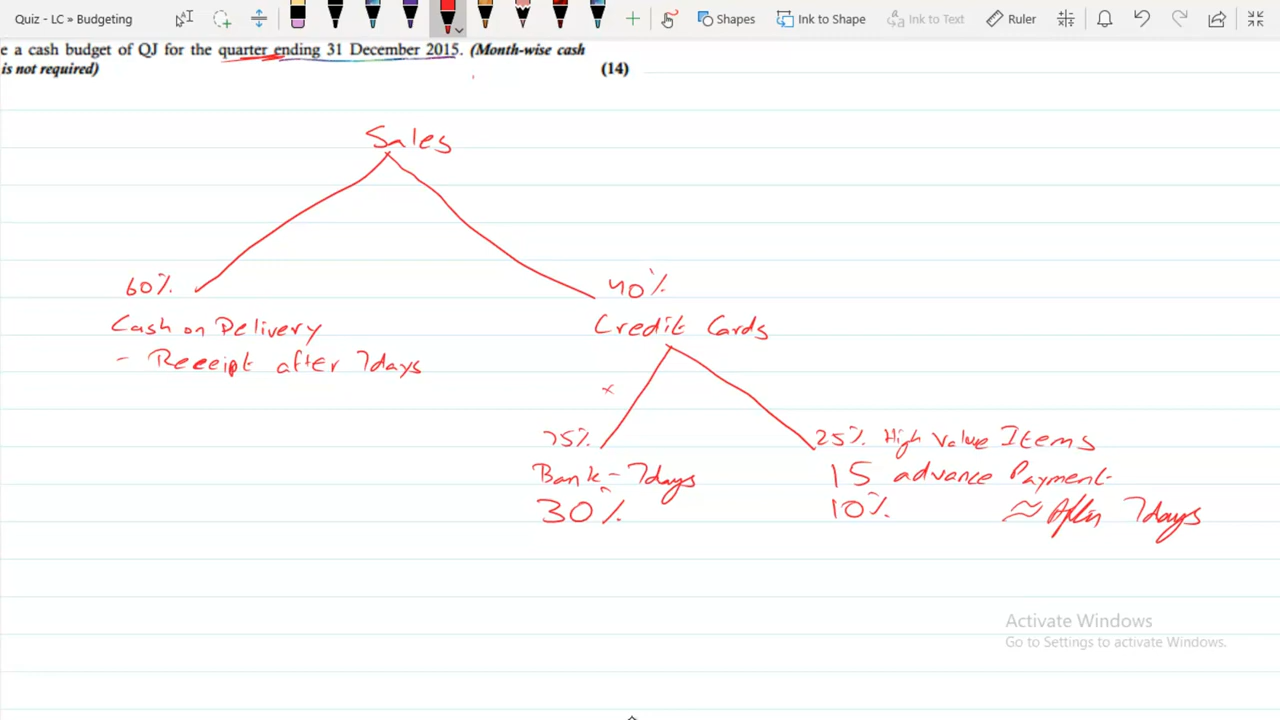 Quiz - LC » Budgeting
Shapes
Ink to Shape
Ink to Text
Ruler
e a cash budget of QJ for the quarter ending 31 December 2015. (Month-wise cash
is not required) (14)
Sales
60% 40%
Cash on Delivery Credit Cards
- Receipt after 7days
75% 25% High Value Items
Bank - 7days 15 advance Payment
30% 10% ≈ After 7days
Activate Windows
Go to Settings to activate Windows.